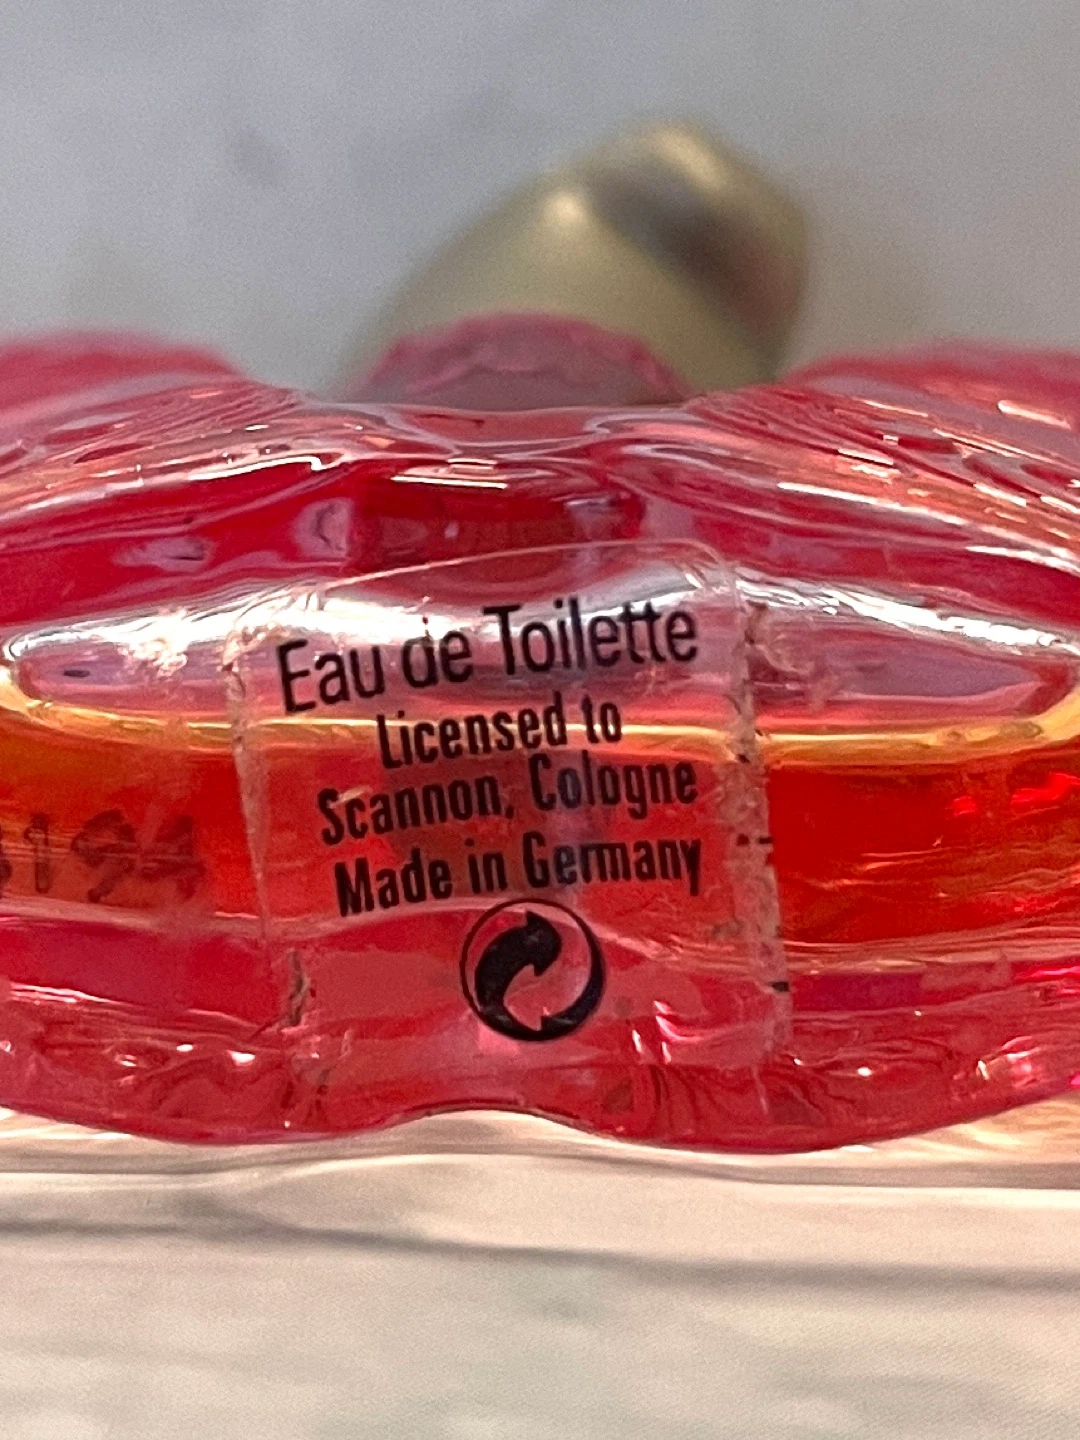 Eau de Toilette
Licensed to
Scannon, Cologne
Made in Germany